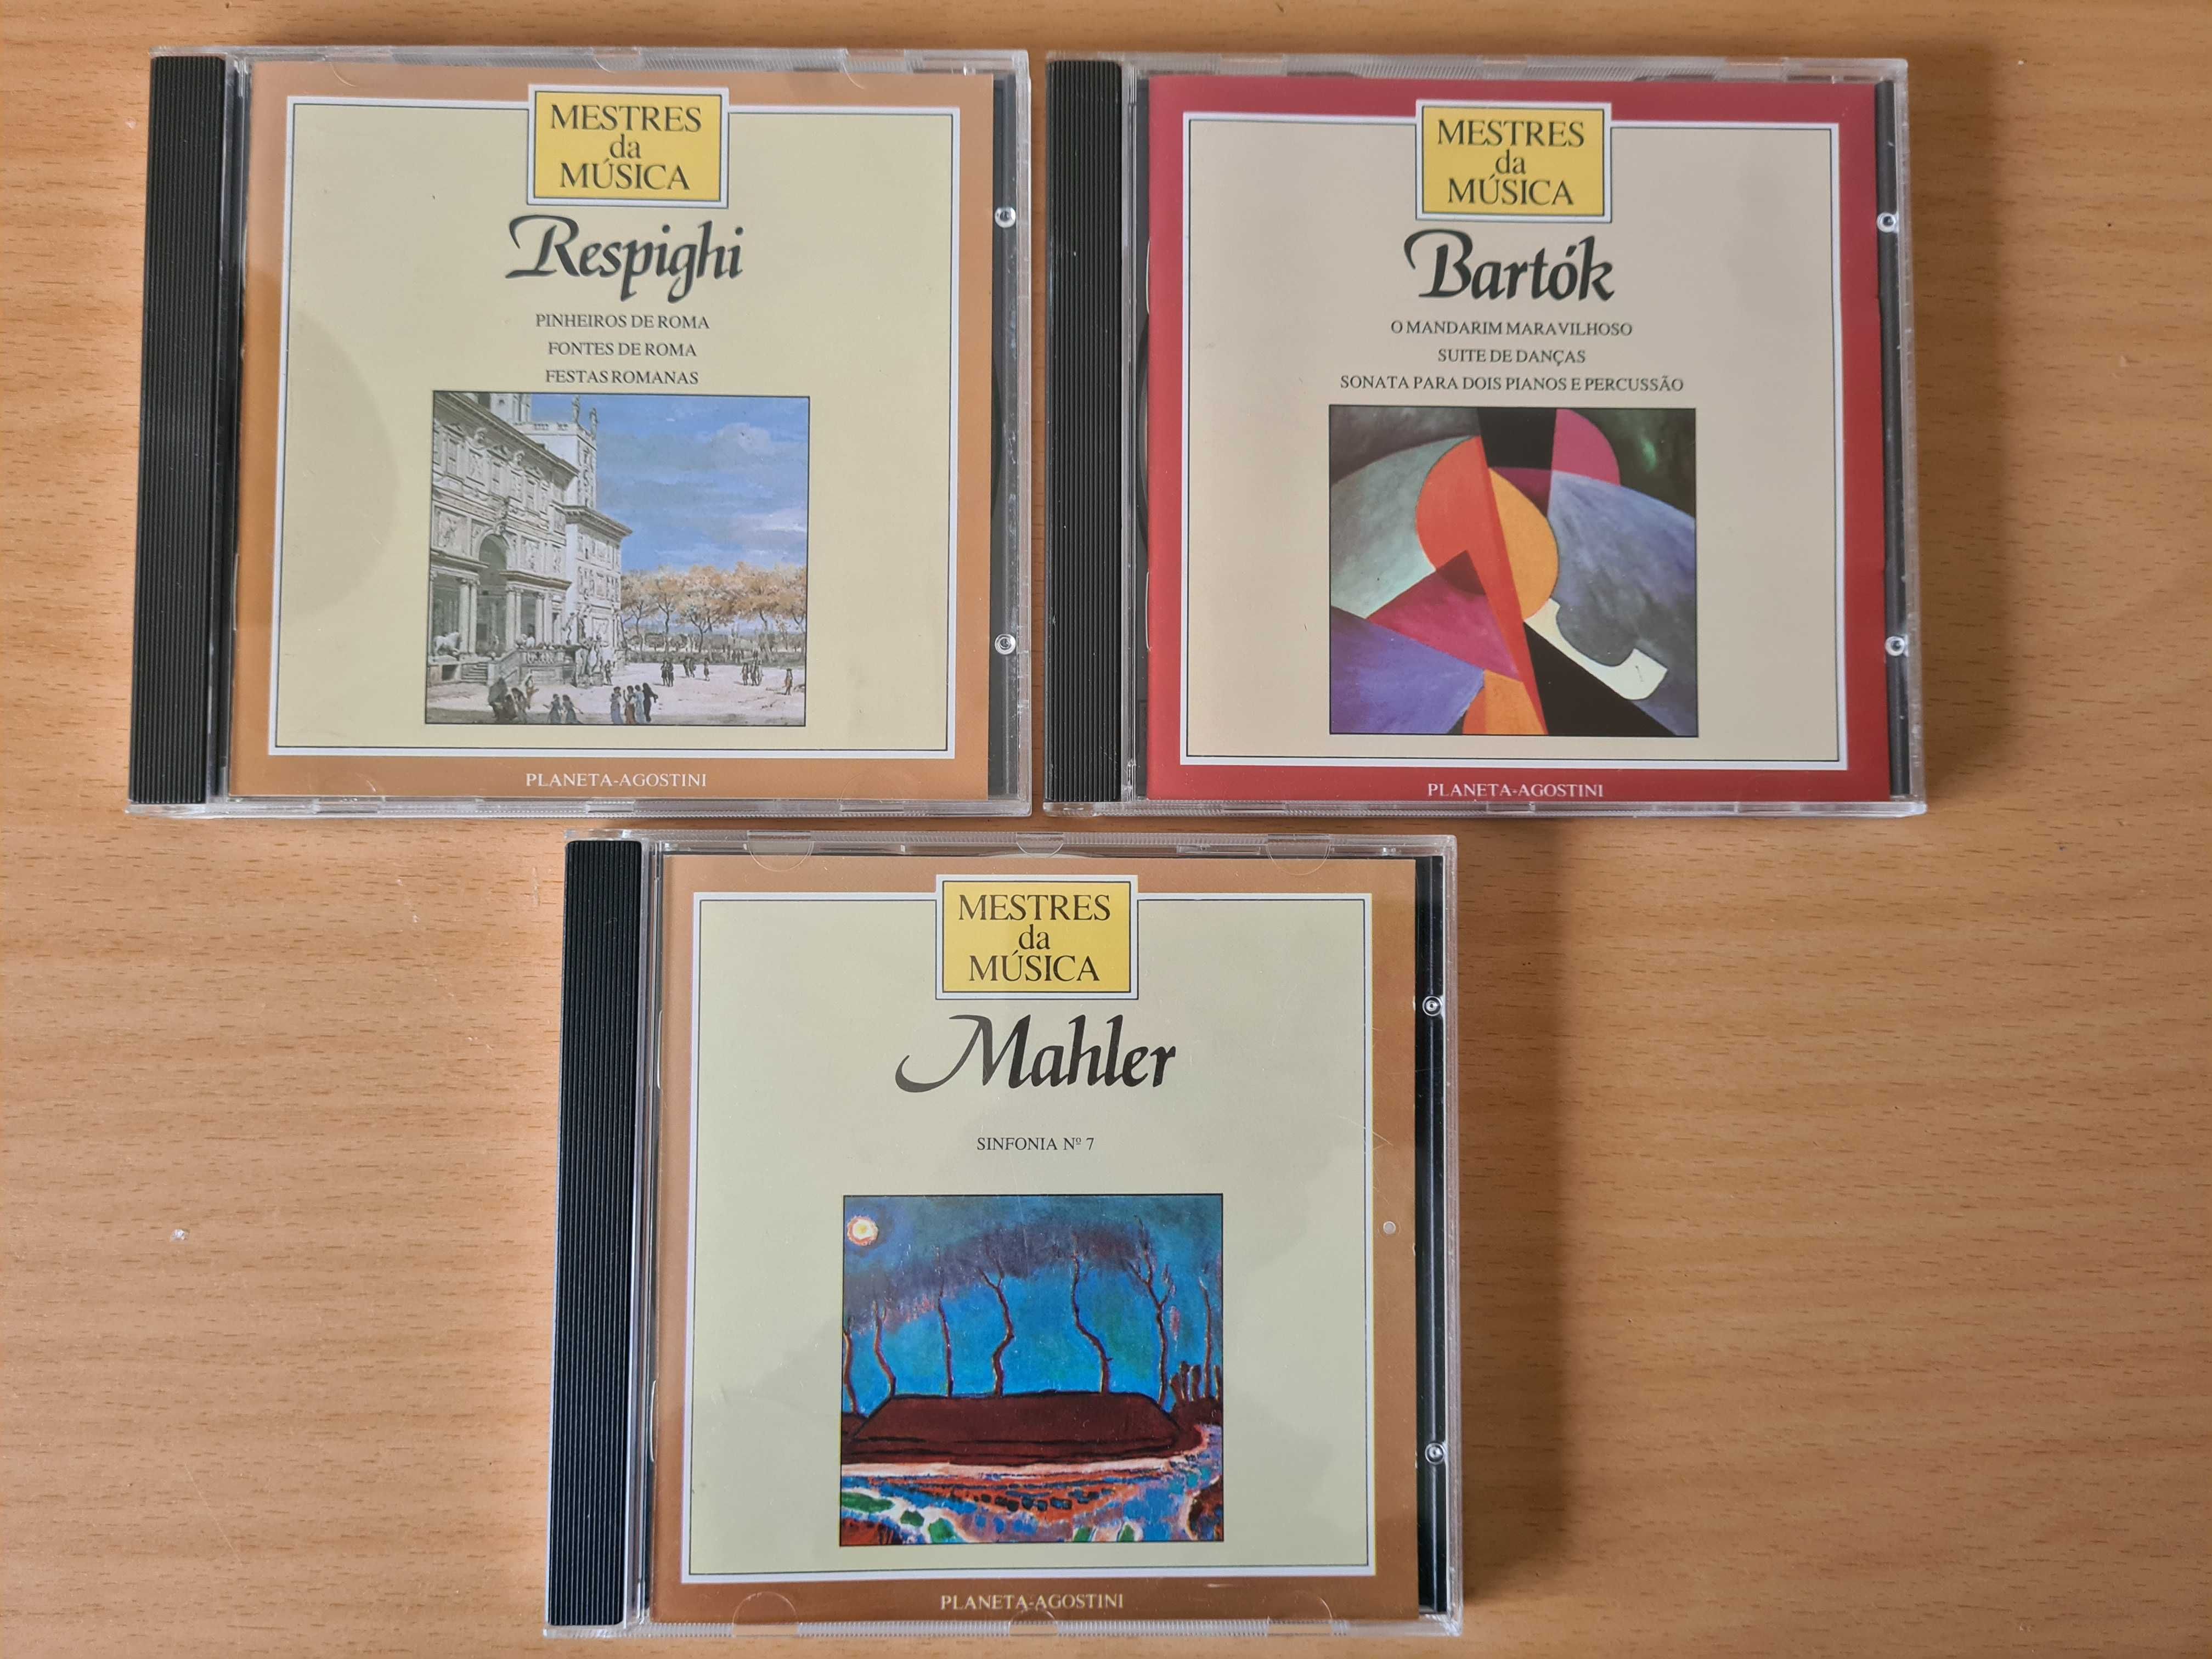 MESTRES
da
MÚSICA
Respighi
PINHEIROS DE ROMA
FONTES DE ROMA
FESTAS ROMANAS
PLANETA-AGOSTINI
MESTRES
da
MÚSICA
Bartók
O MANDARIM MARAVILHOSO
SUITE DE DANÇAS
SONATA PARA DOIS PIANOS E PERCUSSÃO
PLANETA-AGOSTINI
MESTRES
da
MÚSICA
Mahler
SINFONIA Nº 7
PLANETA-AGOSTINI